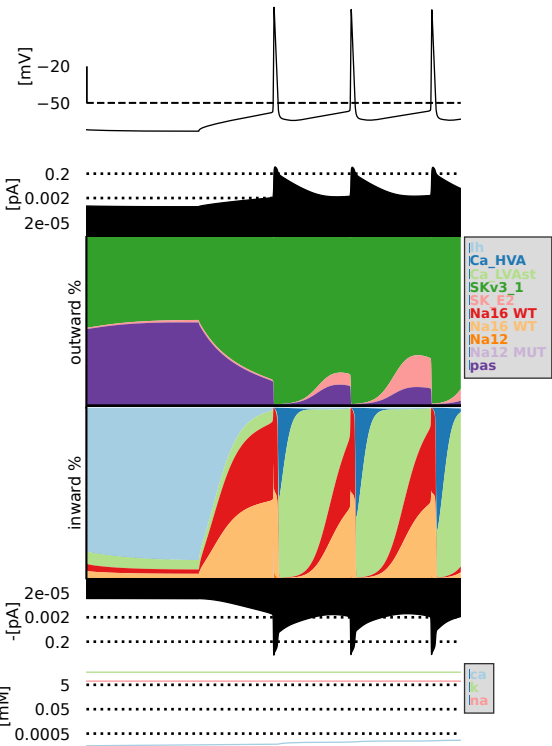 [mV]
−20
−50
[pA]
0.2
0.002
2e-05
outward %
Ih
Ca_HVA
Ca_LVAst
SKv3_1
SK_E2
Na16 WT
Na16 WT
Na12
Na12 MUT
pas
inward %
-[pA]
2e-05
0.002
0.2
[mM]
5
0.05
0.0005
ca
k
na